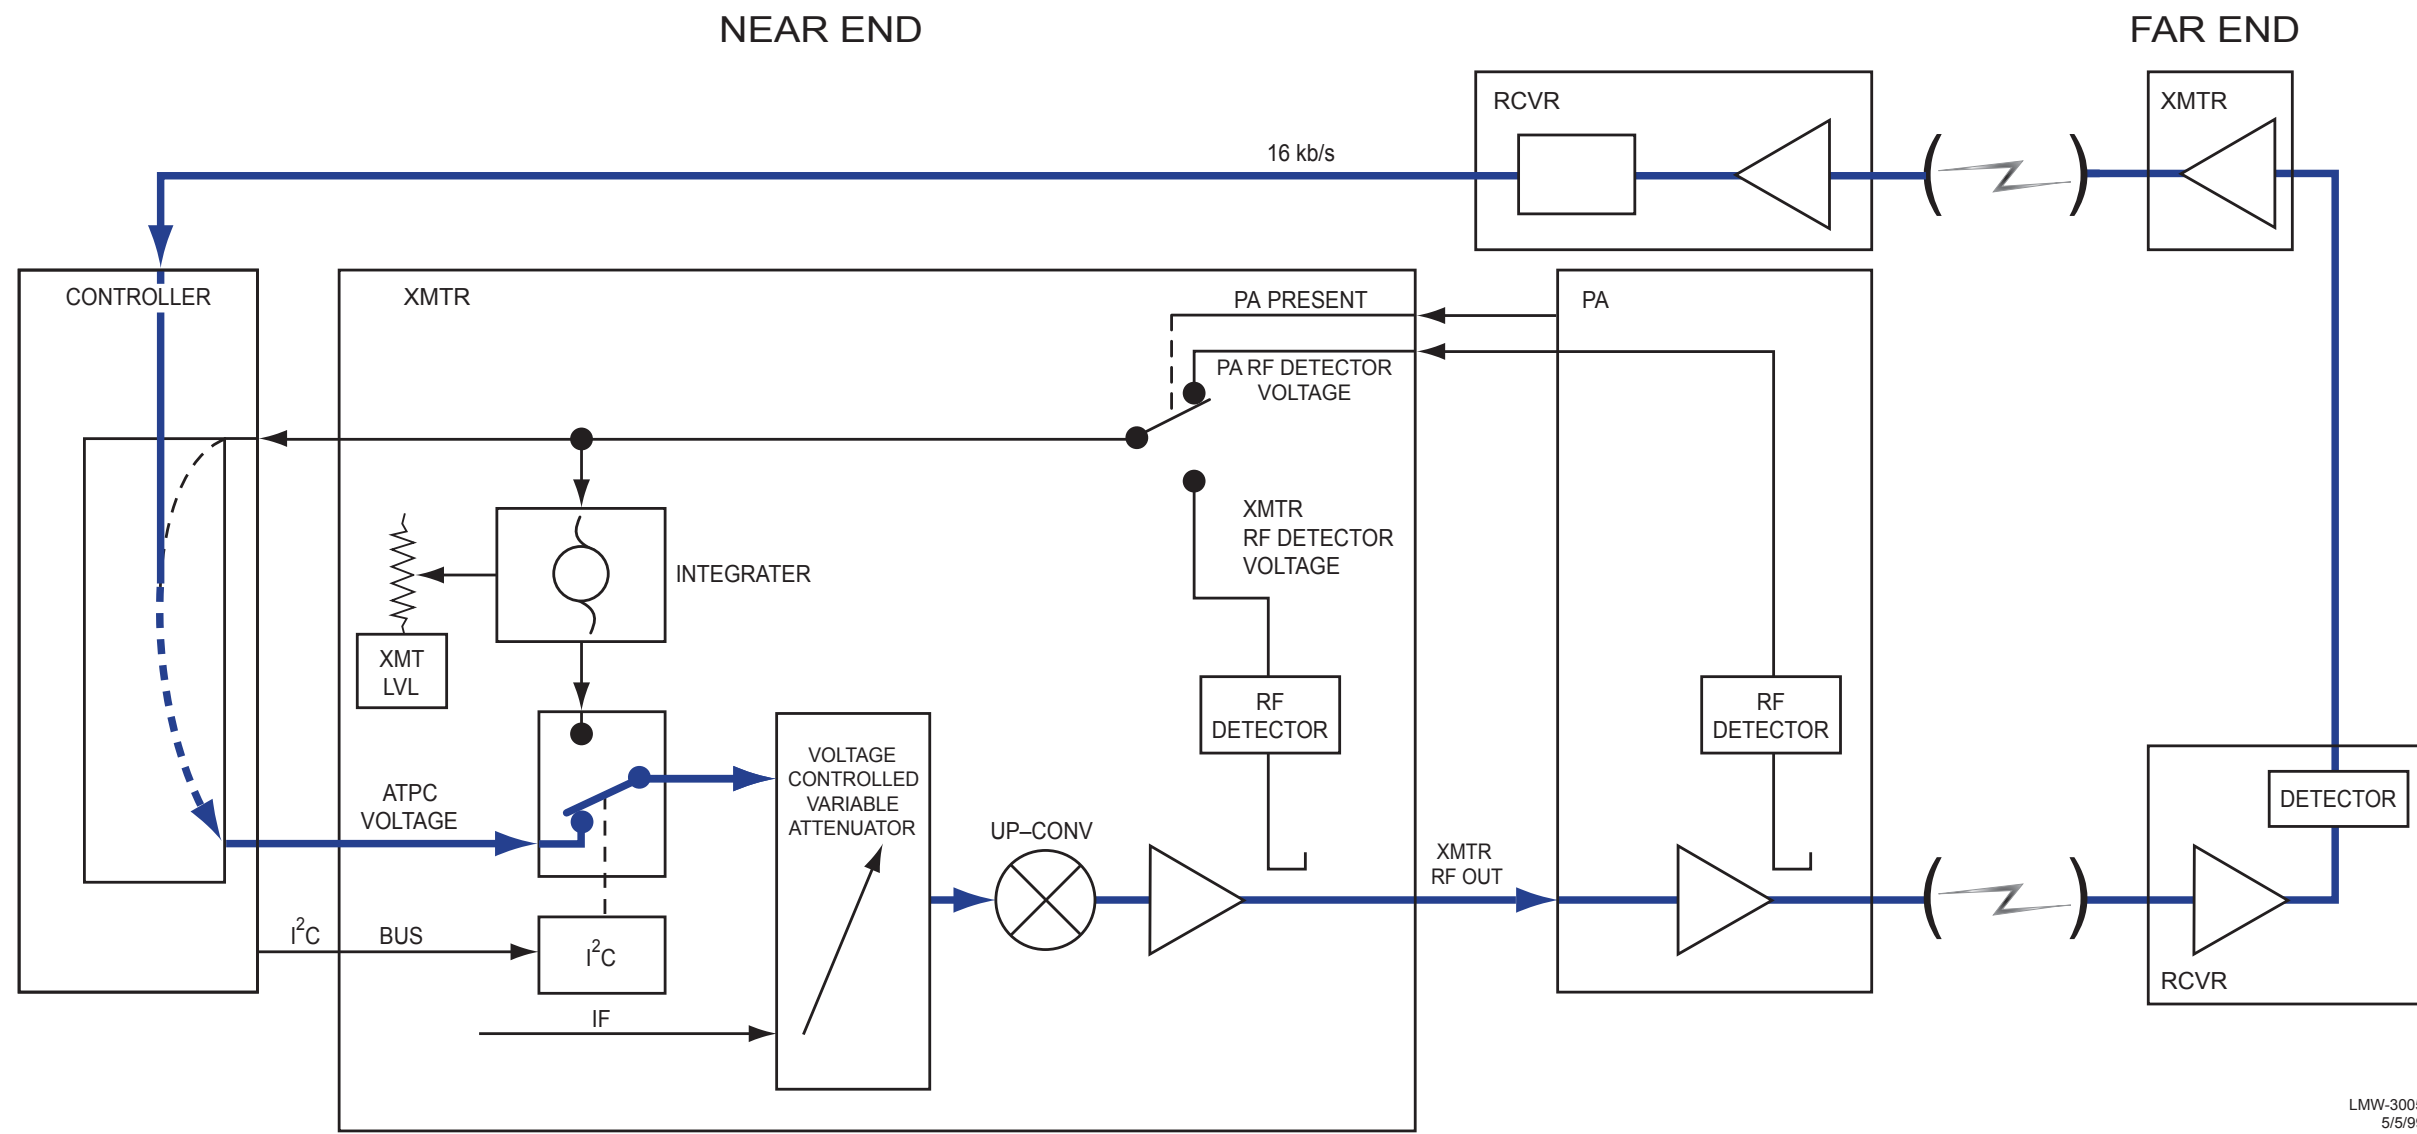 NEAR END
FAR END
RCVR
XMTR
16 kb/s
CONTROLLER
XMTR
PA PRESENT
PA
PA RF DETECTOR
VOLTAGE
XMTR
RF DETECTOR
VOLTAGE
INTEGRATER
XMT
LVL
RF
DETECTOR
RF
DETECTOR
VOLTAGE
CONTROLLED
VARIABLE
ATTENUATOR
ATPC
VOLTAGE
DETECTOR
UP–CONV
XMTR
RF OUT
I²C BUS
I²C
RCVR
IF